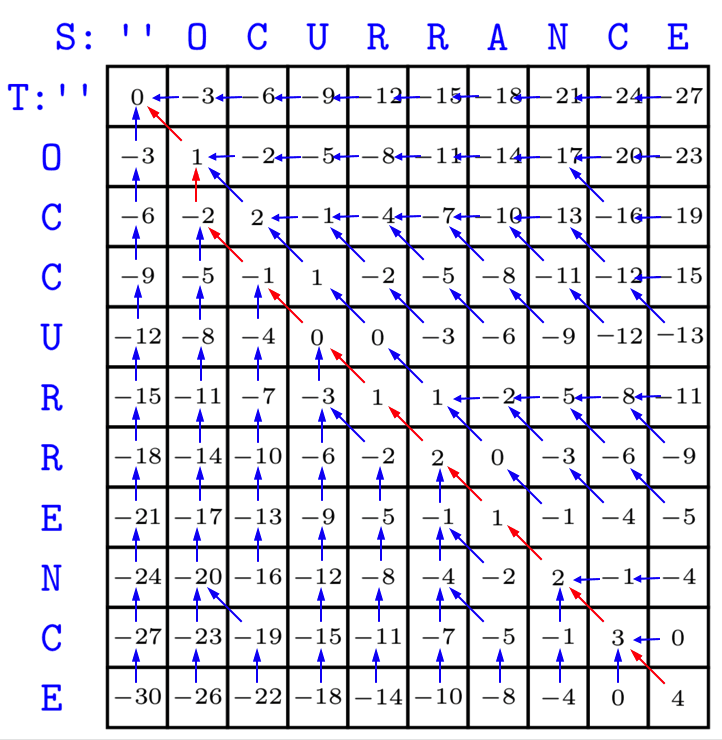 S: '' O C U R R A N C E
T:'' 0 −3 −6 −9 −12 −15 −18 −21 −24 −27
O −3 1 −2 −5 −8 −11 −14 −17 −20 −23
C −6 −2 2 −1 −4 −7 −10 −13 −16 −19
C −9 −5 −1 1 −2 −5 −8 −11 −12 −15
U −12 −8 −4 0 0 −3 −6 −9 −12 −13
R −15 −11 −7 −3 1 1 −2 −5 −8 −11
R −18 −14 −10 −6 −2 2 0 −3 −6 −9
E −21 −17 −13 −9 −5 −1 1 −1 −4 −5
N −24 −20 −16 −12 −8 −4 −2 2 −1 −4
C −27 −23 −19 −15 −11 −7 −5 −1 3 0
E −30 −26 −22 −18 −14 −10 −8 −4 0 4